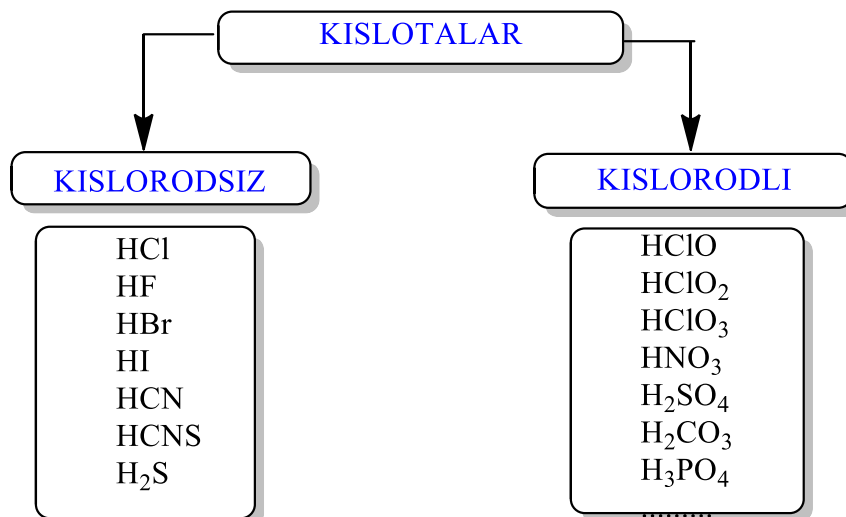 KISLOTALAR
KISLORODSIZ
HCl
HF
HBr
HI
HCN
HCNS
H₂S
KISLORODLI
HClO
HClO₂
HClO₃
HNO₃
H₂SO₄
H₂CO₃
H₃PO₄
.........